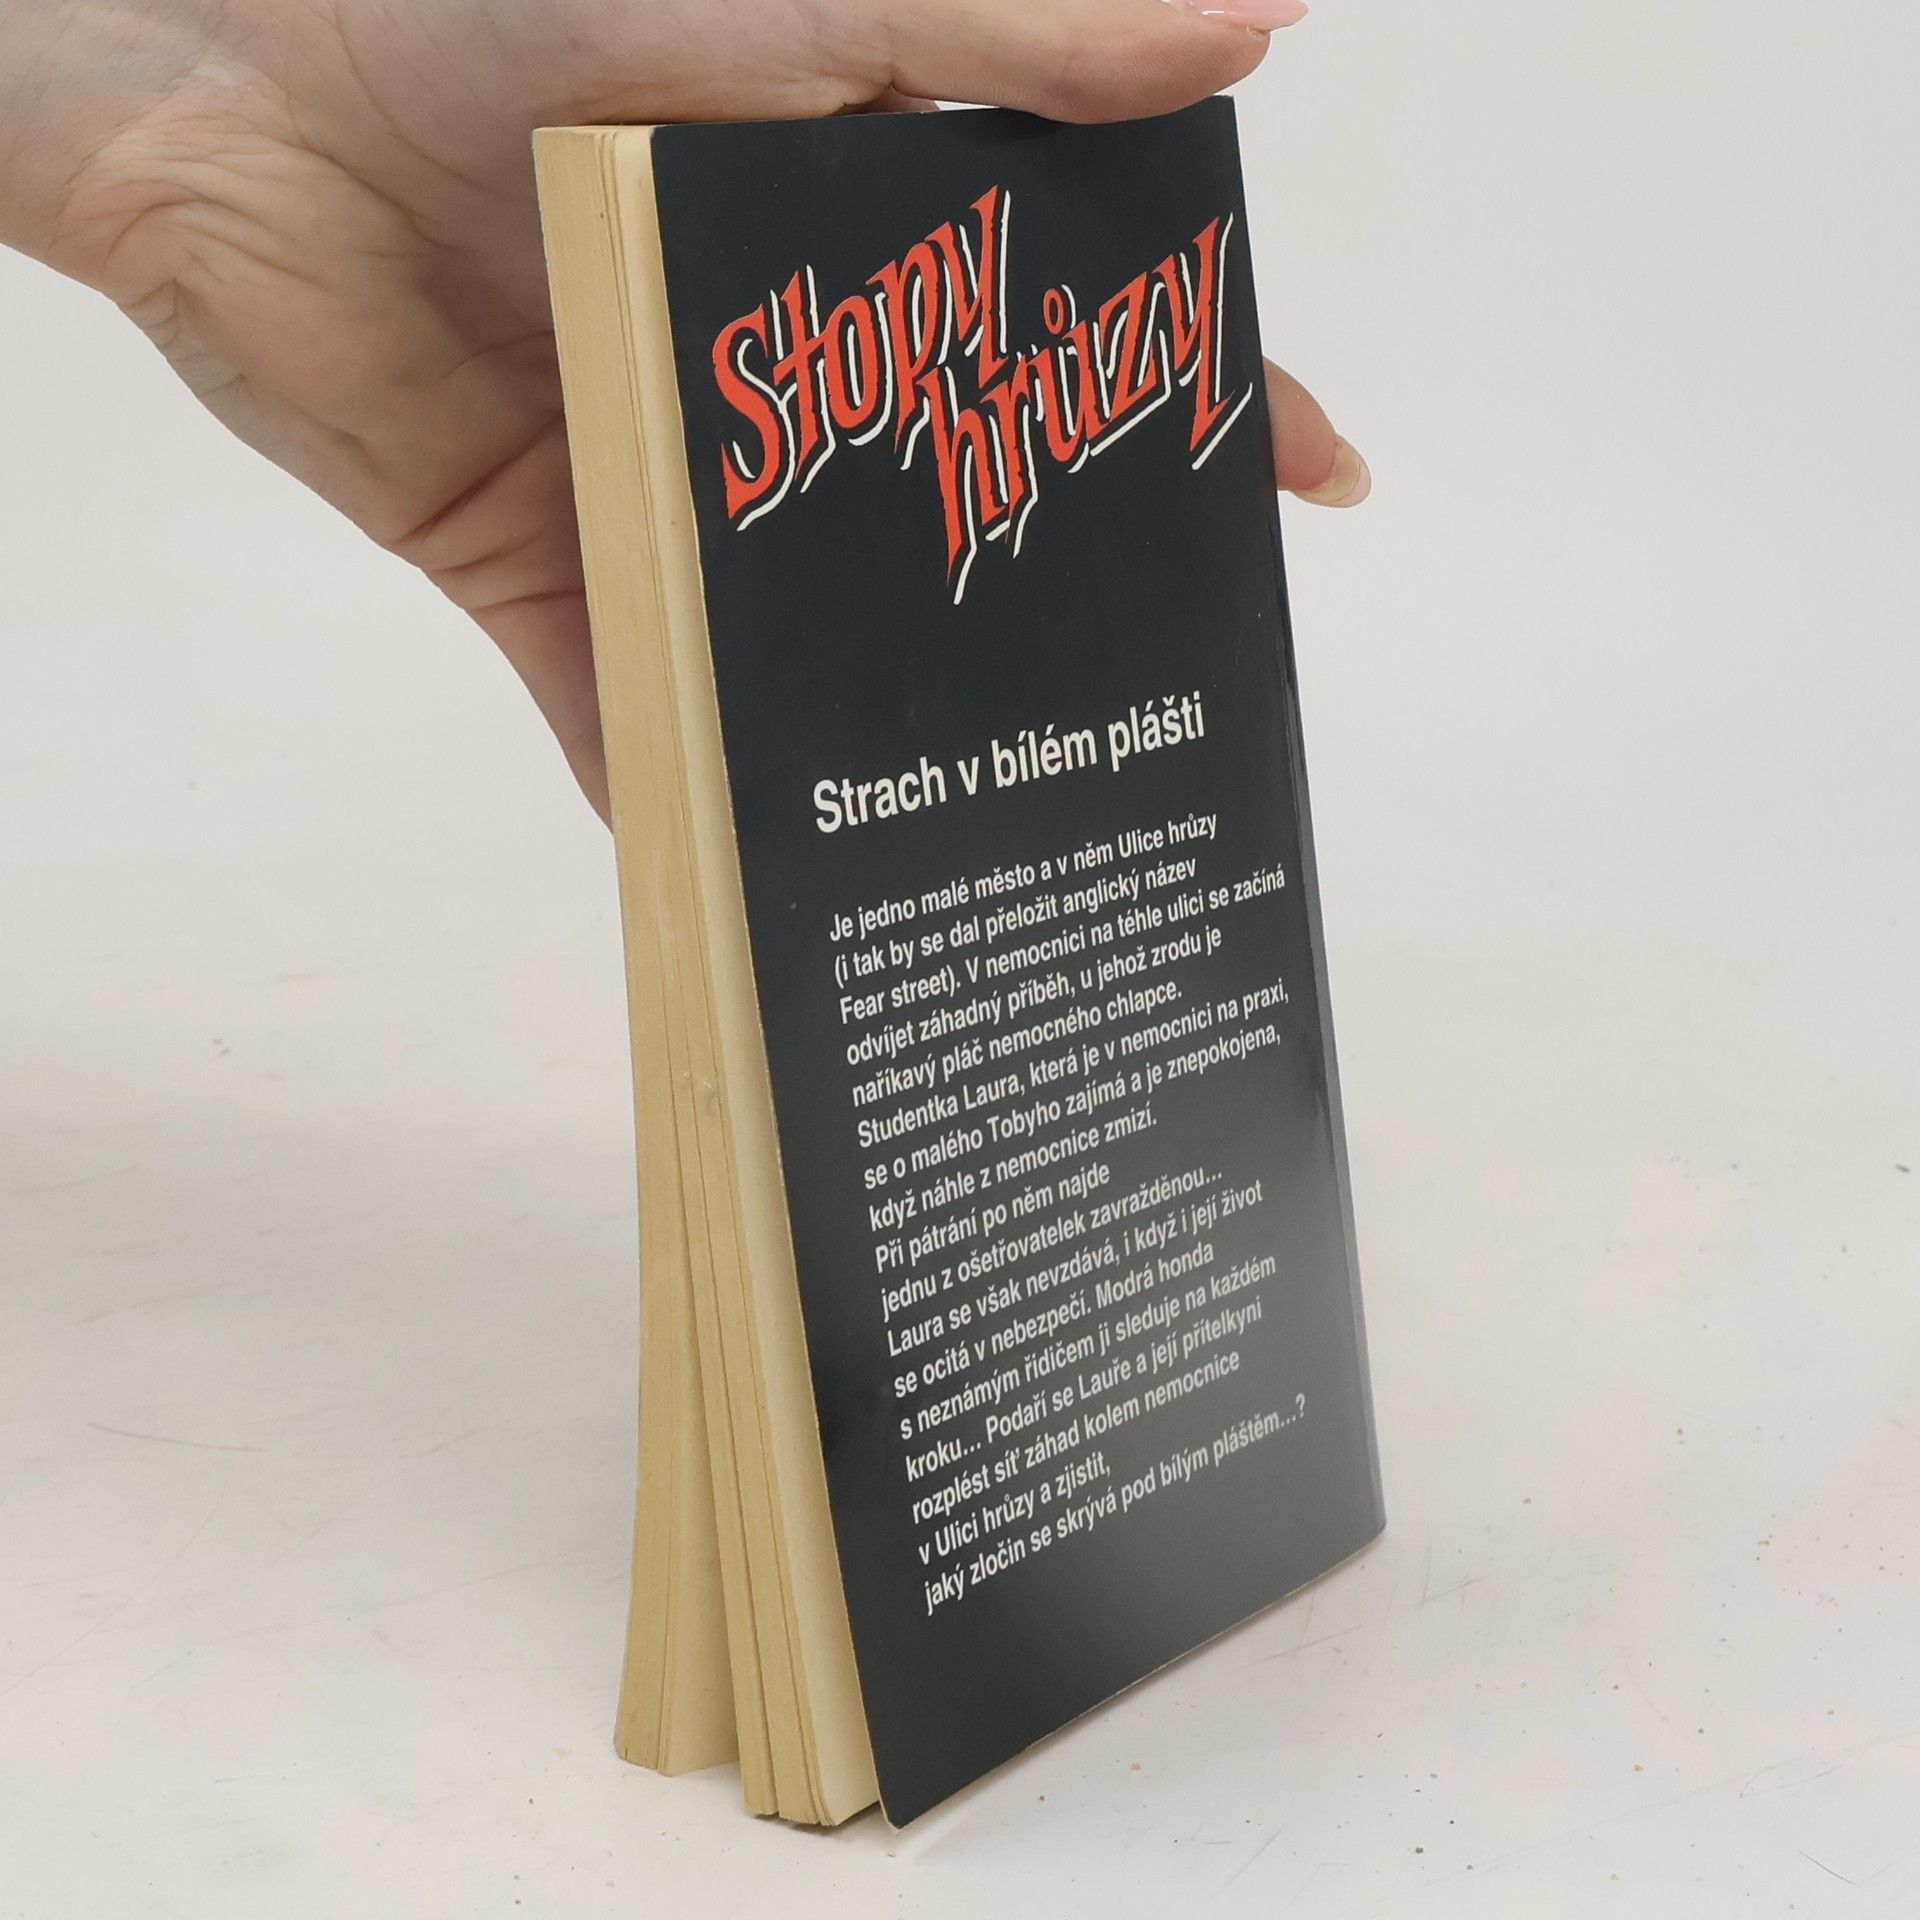 Stopy
hrůzy
Strach v bílém plášti
Je jedno malé město a v něm Ulice hrůzy
(i tak by se dal přeložit anglický název
Fear street). V nemocnici na téhle ulici se začíná
odvíjet záhadný příběh, u jehož zrodu je
naříkavý pláč nemocného chlapce.
Studentka Laura, která je v nemocnici na praxi,
se o malého Tobyho zajímá a je znepokojena,
když náhle z nemocnice zmizí.
Při pátrání po něm najde
jednu z ošetřovatelek zavražděnou...
Laura se však nevzdává, i když i její život
se ocitá v nebezpečí. Modrá honda
s neznámým řidičem ji sleduje na každém
kroku... Podaří se Lauře a její přítelkyni
rozplést síť záhad kolem nemocnice
v Ulici hrůzy a zjistit,
jaký zločin se skrývá pod bílým pláštěm...?